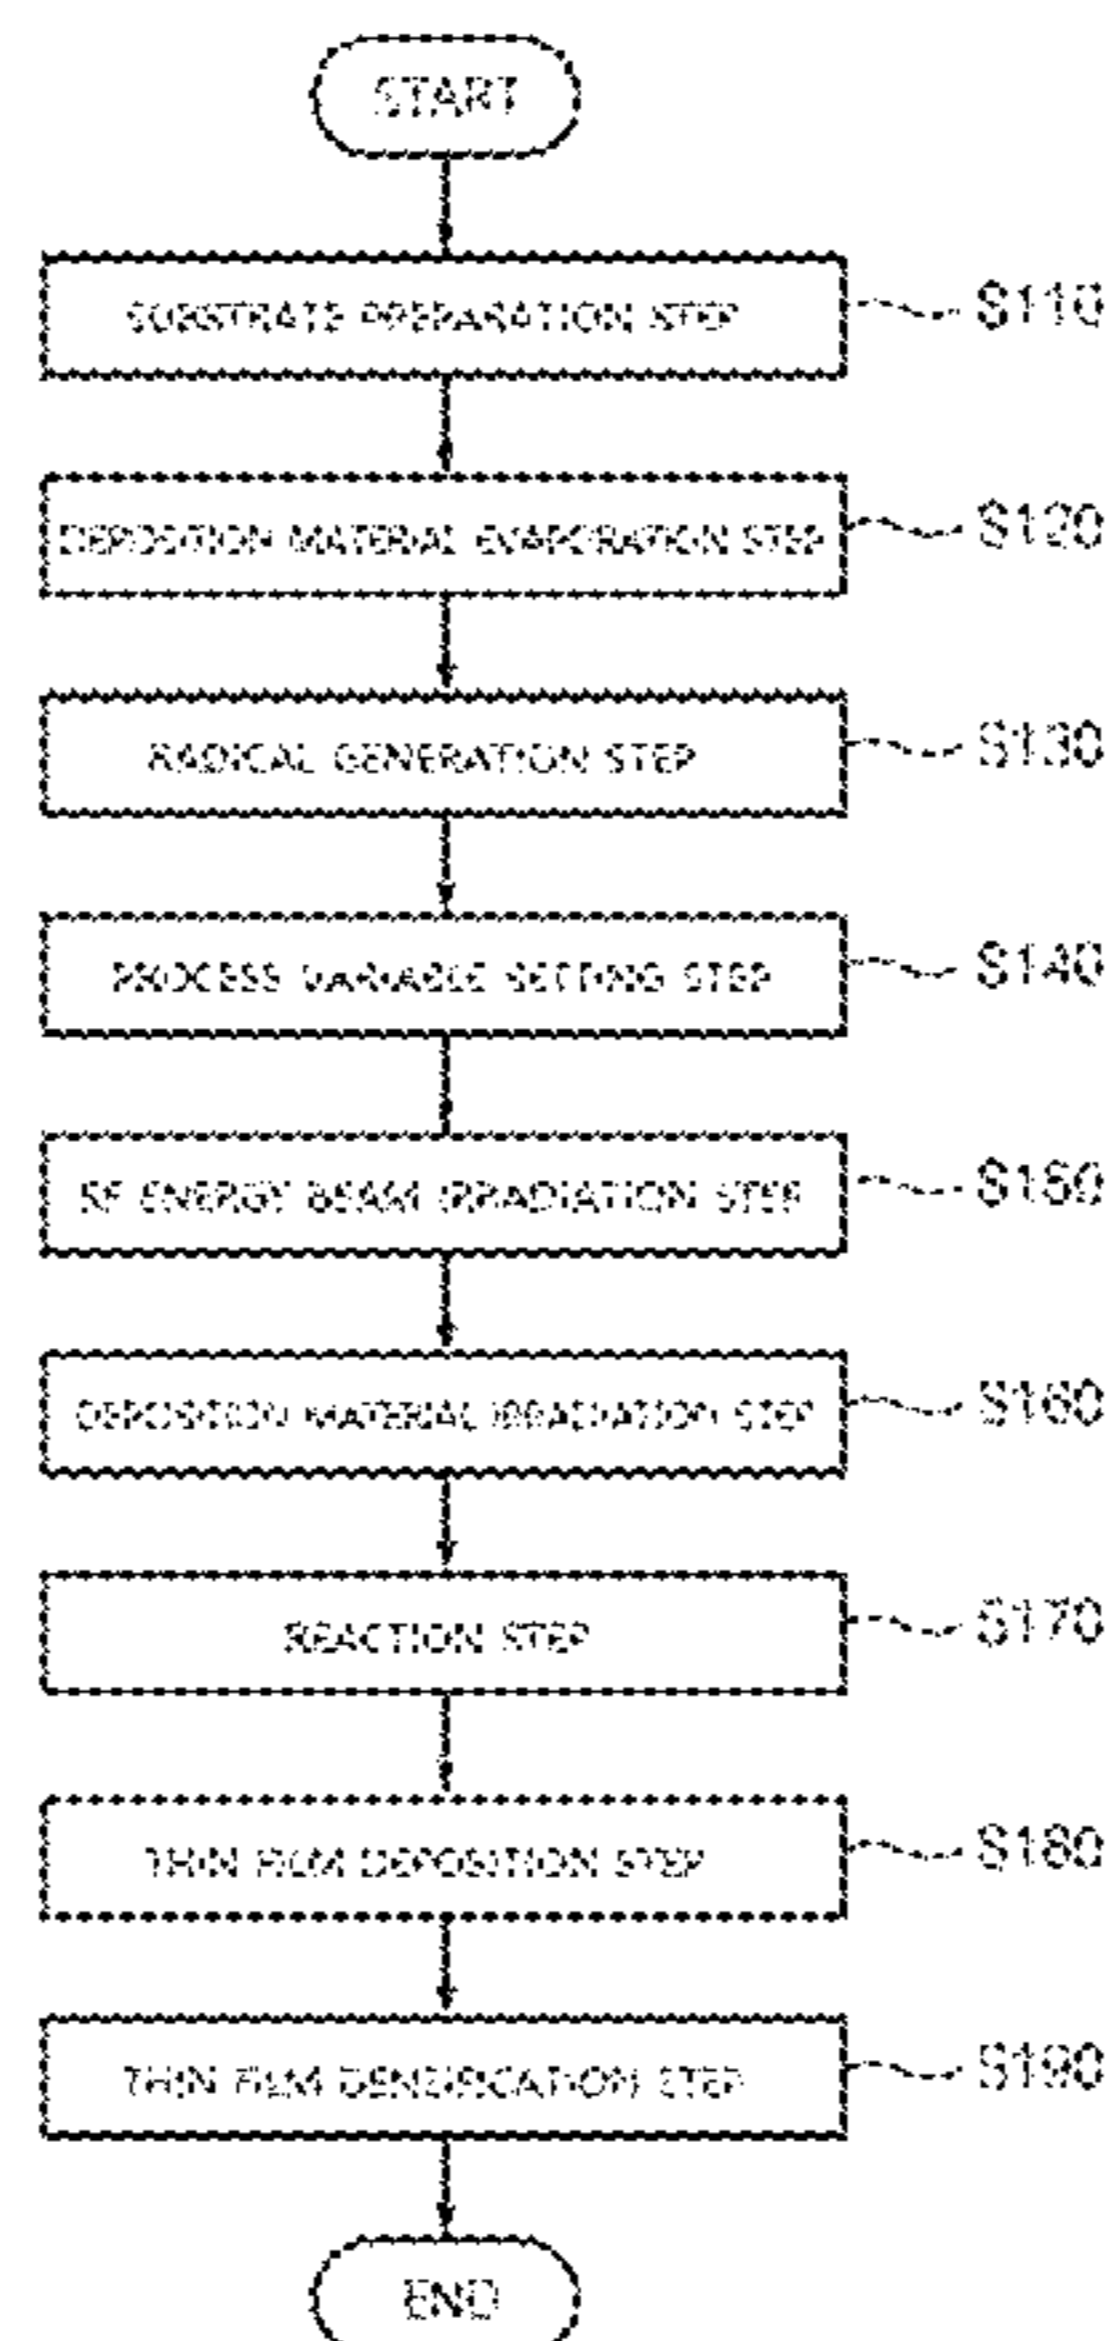 START
SUBSTRATE PREPARATION STEP
S110
DEPOSITION MATERIAL EVAPORATION STEP
S120
RADICAL GENERATION STEP
S130
PROCESS VARIABLE SETTING STEP
S140
RF ENERGY BEAM IRRADIATION STEP
S150
DEPOSITION MATERIAL IRRADIATION STEP
S160
REACTION STEP
S170
THIN FILM DEPOSITION STEP
S180
THIN FILM DENSIFICATION STEP
S190
END